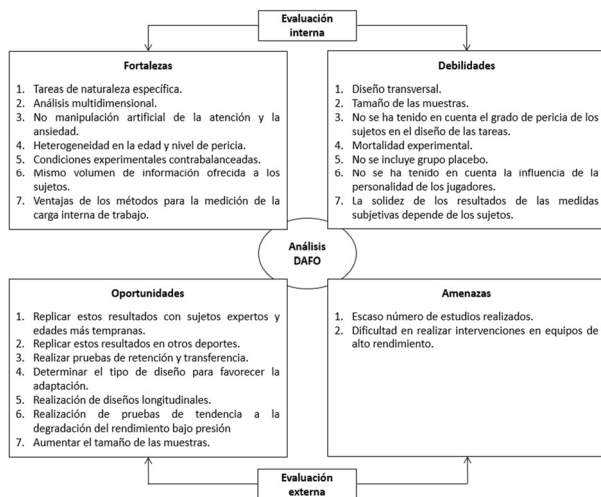 Evaluación
interna
Fortalezas
1. Tareas de naturaleza específica.
2. Análisis multidimensional.
3. No manipulación artificial de la atención y la
ansiedad.
4. Heterogeneidad en la edad y nivel de pericia.
5. Condiciones experimentales contrabalanceadas.
6. Mismo volumen de información ofrecida a los
sujetos.
7. Ventajas de los métodos para la medición de la
carga interna de trabajo.
Debilidades
1. Diseño transversal.
2. Tamaño de las muestras.
3. No se ha tenido en cuenta el grado de pericia de los
sujetos en el diseño de las tareas.
4. Mortalidad experimental.
5. No se incluye grupo placebo.
6. No se ha tenido en cuenta la influencia de la
personalidad de los jugadores.
7. La solidez de los resultados de las medidas
subjetivas depende de los sujetos.
Análisis
DAFO
Oportunidades
1. Replicar estos resultados con sujetos expertos y
edades más tempranas.
2. Replicar estos resultados en otros deportes.
3. Realizar pruebas de retención y transferencia.
4. Determinar el tipo de diseño para favorecer la
adaptación.
5. Realización de diseños longitudinales.
6. Realización de pruebas de tendencia a la
degradación del rendimiento bajo presión
7. Aumentar el tamaño de las muestras.
Amenazas
1. Escaso número de estudios realizados.
2. Dificultad en realizar intervenciones en equipos de
alto rendimiento.
Evaluación
externa